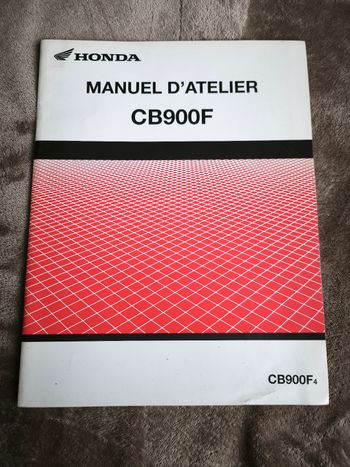 HONDA
MANUEL D'ATELIER
CB900F
CB900F4